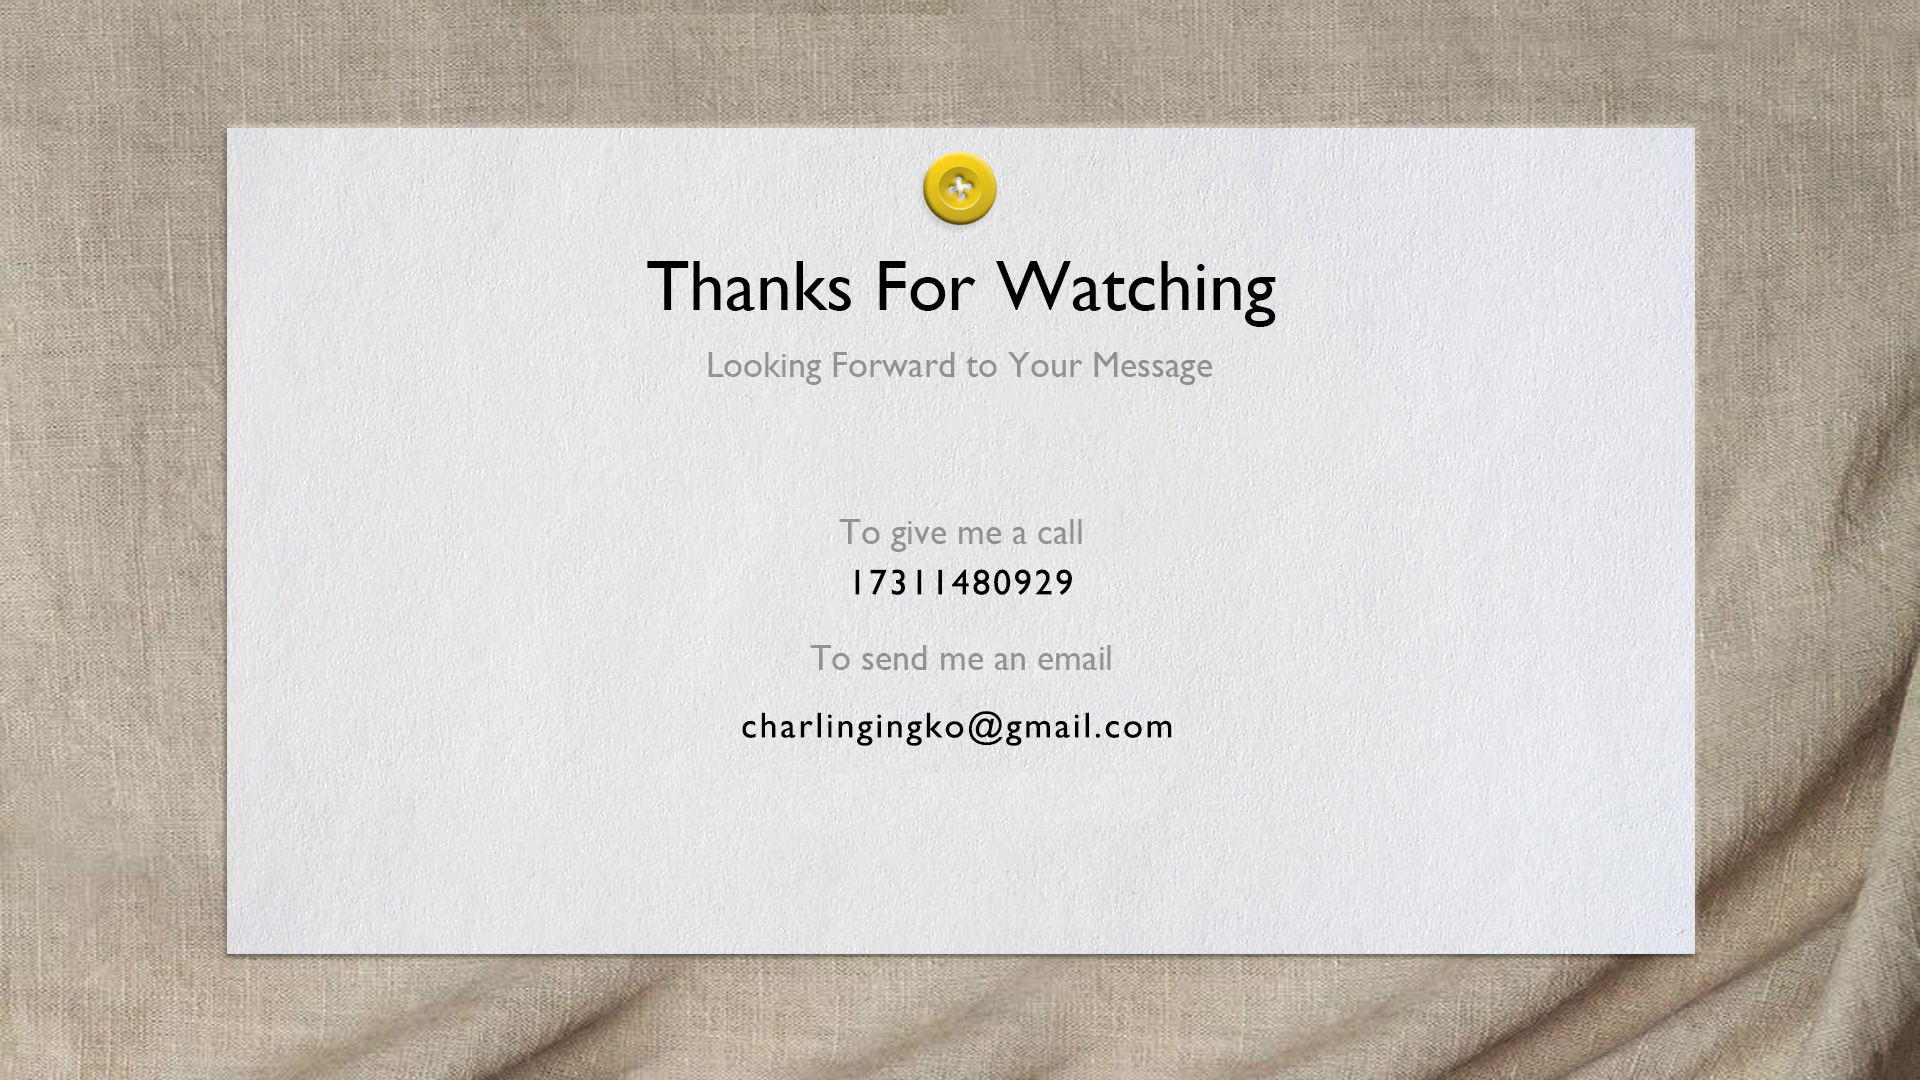 Thanks For Watching
Looking Forward to Your Message
To give me a call
17311480929
To send me an email
charlingingko@gmail.com